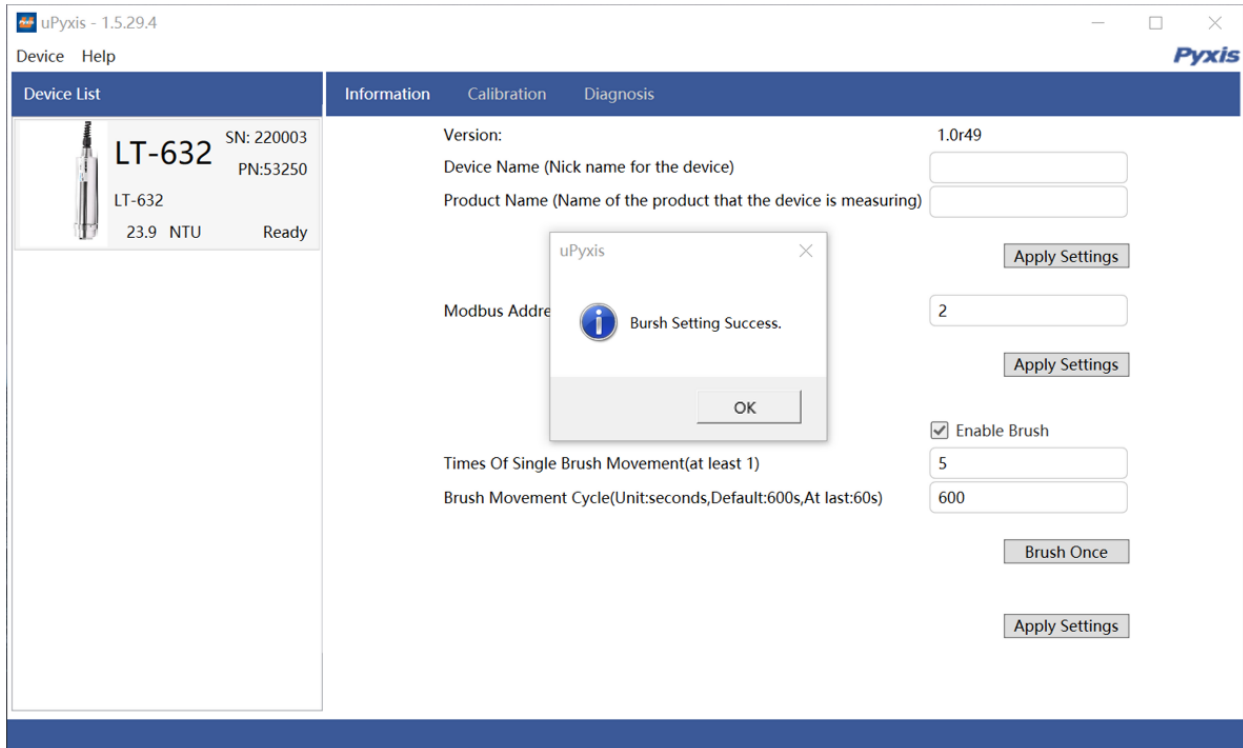 uPyxis - 1.5.29.4
Device Help
Pyxis
Device List
Information Calibration Diagnosis
LT-632
SN: 220003
PN:53250
LT-632
23.9 NTU Ready
Version: 1.0r49
Device Name (Nick name for the device)
Product Name (Name of the product that the device is measuring)
Apply Settings
uPyxis
Bursh Setting Success.
OK
Modbus Addre 2
Apply Settings
Enable Brush
Times Of Single Brush Movement(at least 1) 5
Brush Movement Cycle(Unit:seconds,Default:600s,At last:60s) 600
Brush Once
Apply Settings